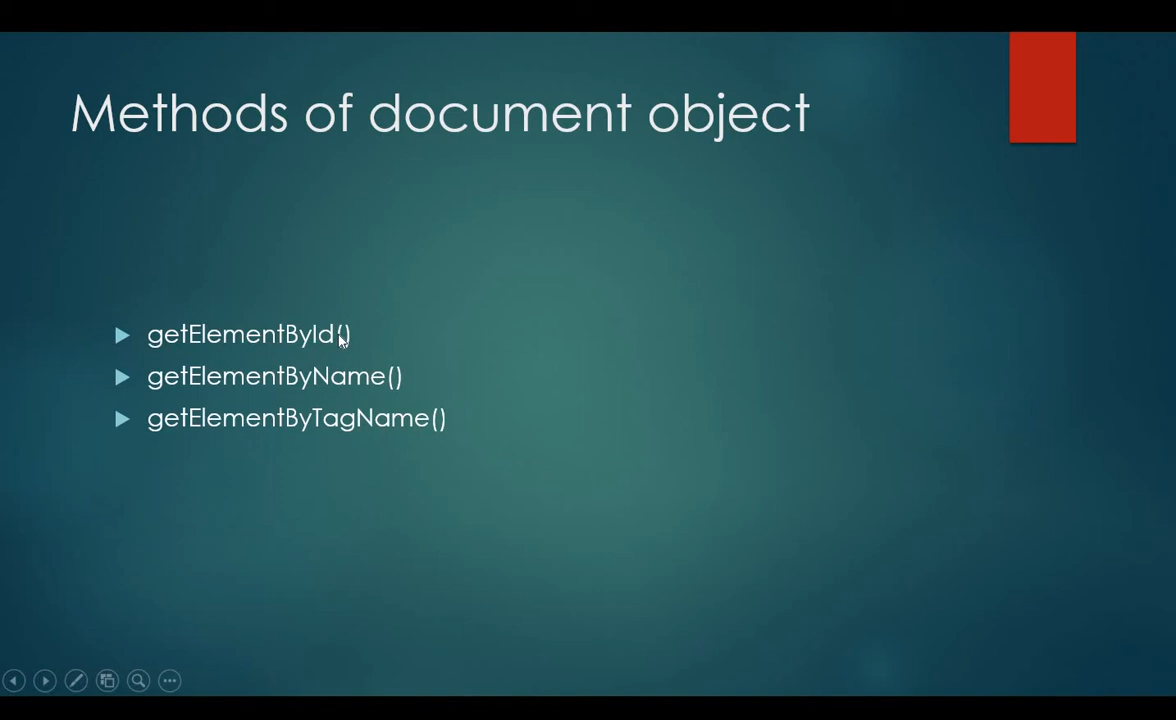 Methods of document object
getElementById()
getElementByName()
getElementByTagName()